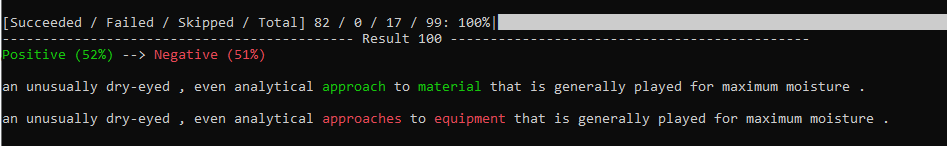 [Succeeded / Failed / Skipped / Total] 82 / 0 / 17 / 99: 100%|
-------------------------------------------- Result 100 ---------------------------------------------
Positive (52%) --> Negative (51%)
an unusually dry-eyed , even analytical approach to material that is generally played for maximum moisture .
an unusually dry-eyed , even analytical approaches to equipment that is generally played for maximum moisture .